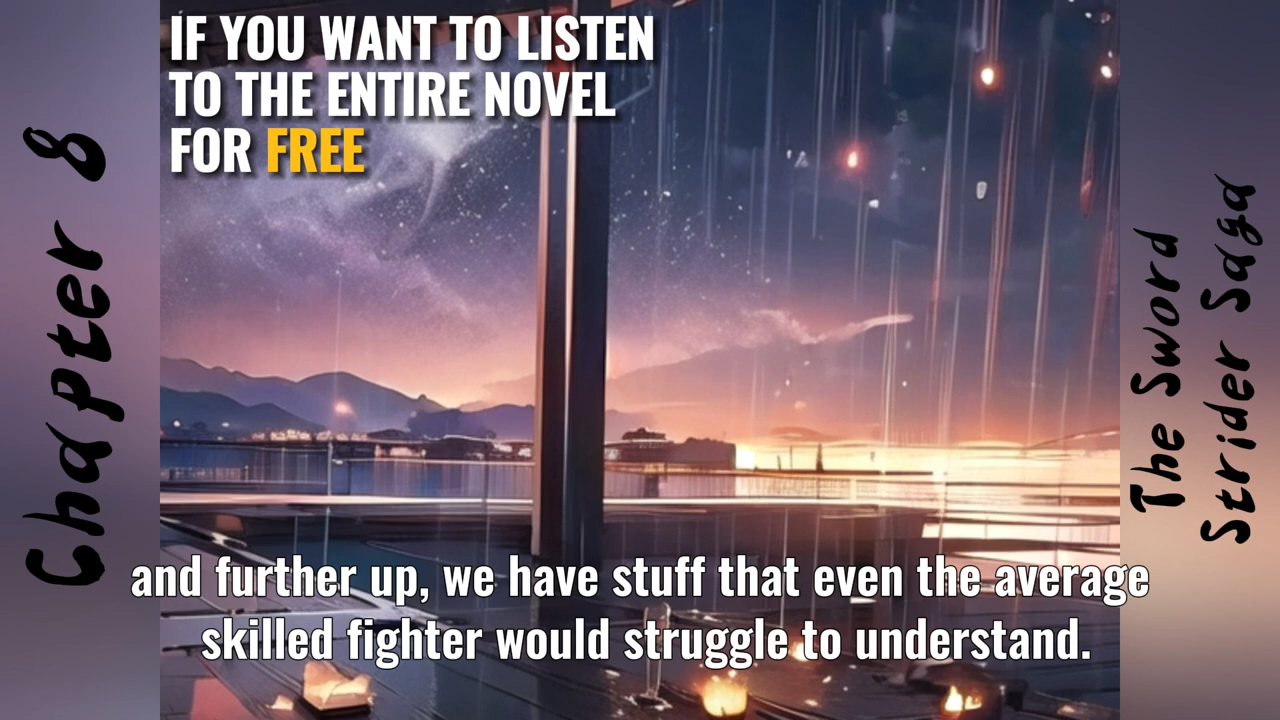 Chapter 8
IF YOU WANT TO LISTEN
TO THE ENTIRE NOVEL
FOR FREE
and further up, we have stuff that even the average
skilled fighter would struggle to understand.
The Sword
Strider Saga